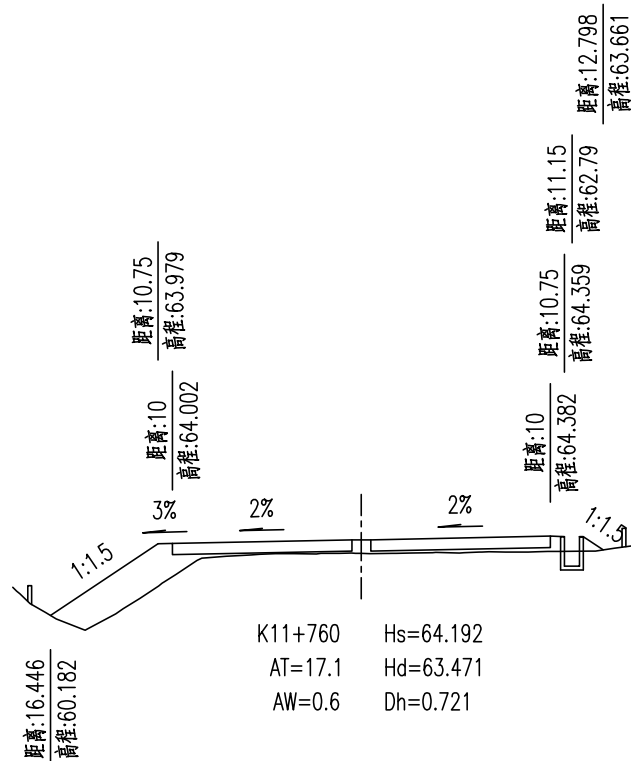 距离:12.798
高程:63.661
距离:11.15
高程:62.79
距离:10.75
高程:63.979
距离:10.75
高程:64.359
距离:10
高程:64.002
距离:10
高程:64.382
3%
2%
2%
1:1.5
1:1.5
K11+760
Hs=64.192
AT=17.1
Hd=63.471
AW=0.6
Dh=0.721
距离:16.446
高程:60.182